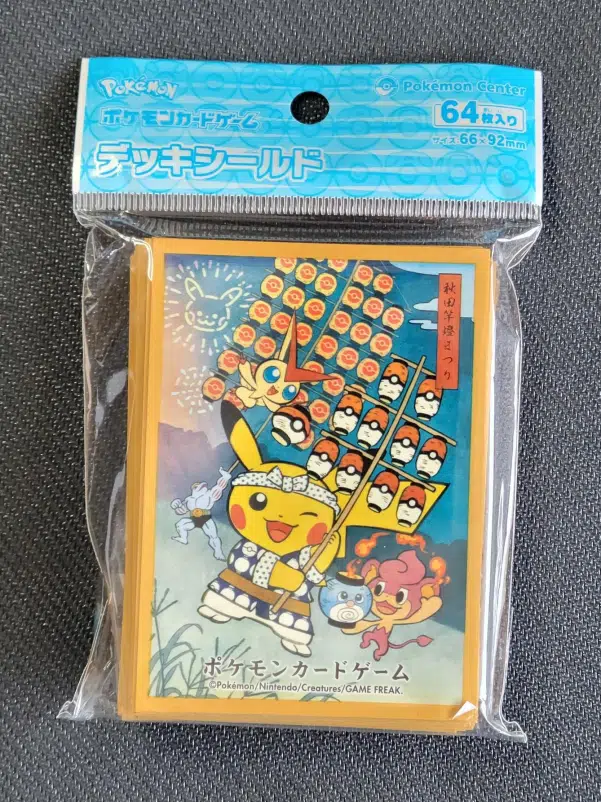 Pokémon
Pokémon Center
ポケモンカードゲーム
デッキシールド
64枚入り
サイズ 66×92mm
秋田竿燈まつり
ポケモンカードゲーム
©Pokémon/Nintendo/Creatures/GAME FREAK.